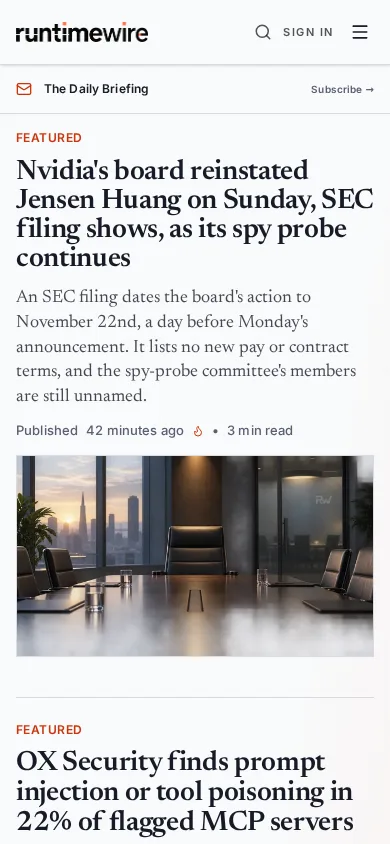 runtimewire
SIGN IN
The Daily Briefing
Subscribe →
FEATURED
Nvidia's board reinstated
Jensen Huang on Sunday, SEC
filing shows, as its spy probe
continues
An SEC filing dates the board's action to
November 22nd, a day before Monday's
announcement. It lists no new pay or contract
terms, and the spy-probe committee's members
are still unnamed.
Published 42 minutes ago • 3 min read
FEATURED
OX Security finds prompt
injection or tool poisoning in
22% of flagged MCP servers